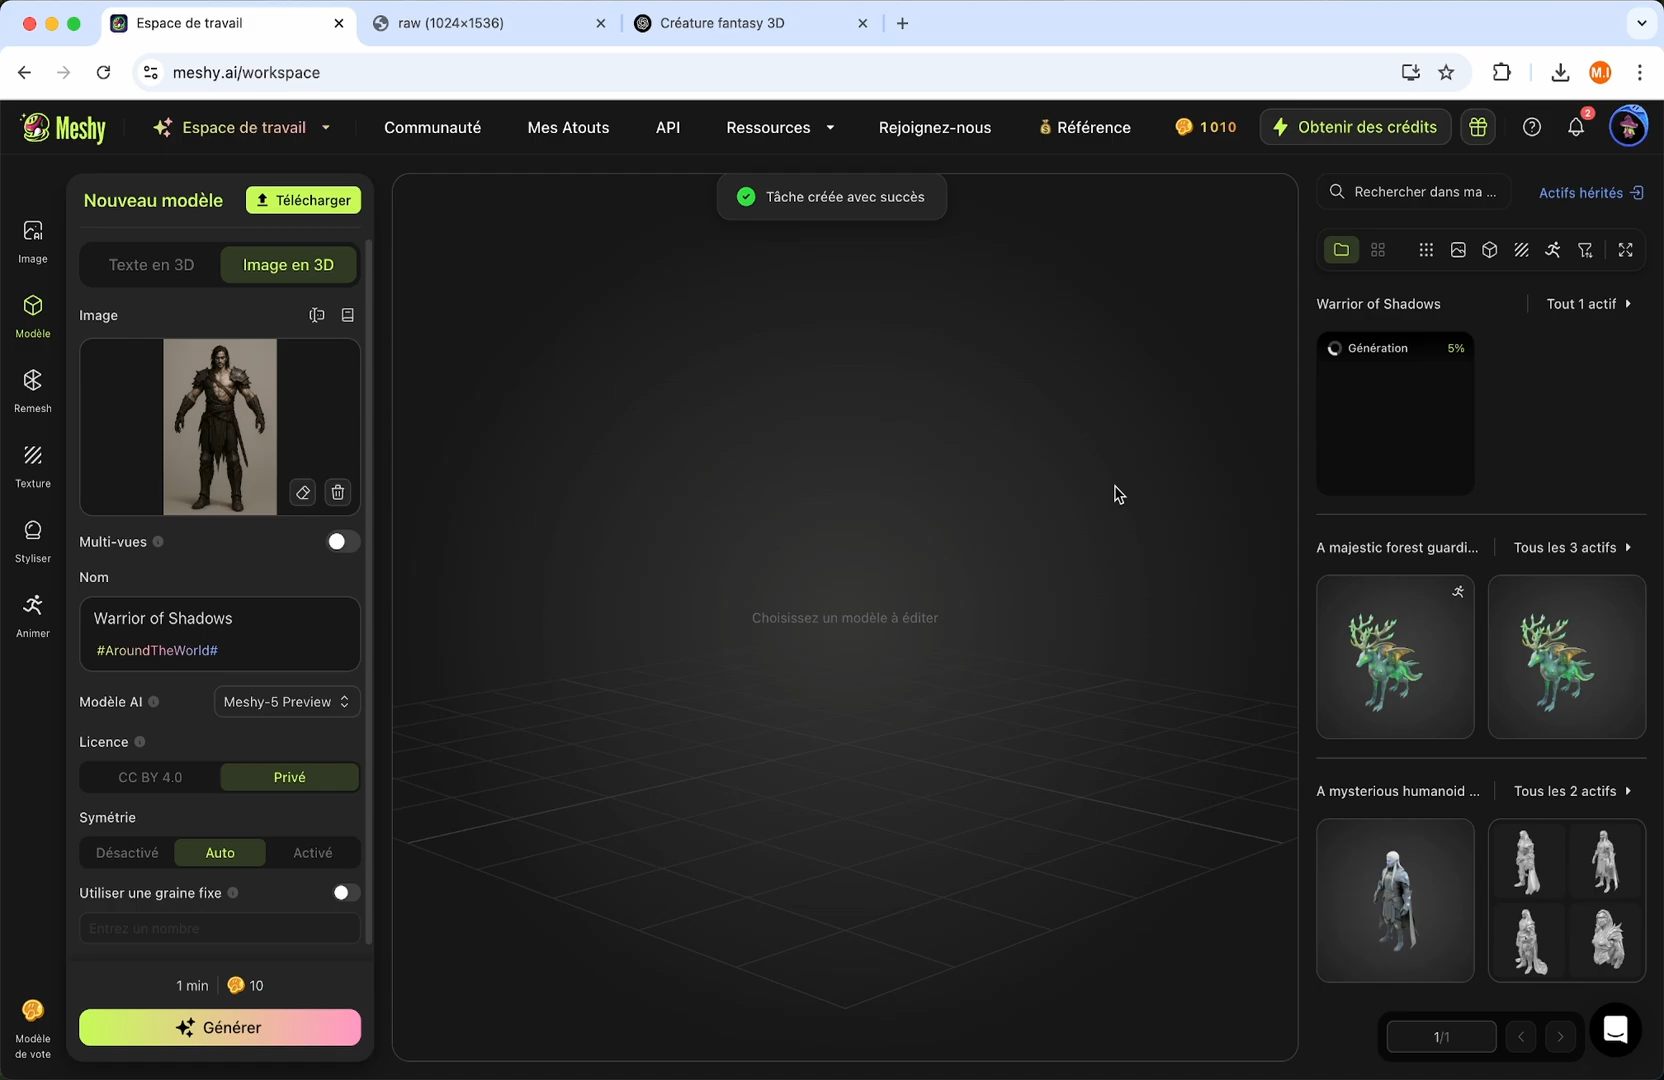 Espace de travail
raw (1024×1536)
Créature fantasy 3D
meshy.ai/workspace
M.I
Meshy
Espace de travail
Communauté
Mes Atouts
API
Ressources
Rejoignez-nous
Référence
1 010
Obtenir des crédits
2
Nouveau modèle
Télécharger
Tâche créée avec succès
Rechercher dans ma ...
Actifs hérités
Image
Modèle
Remesh
Texture
Styliser
Animer
Modèle
de vote
Texte en 3D
Image en 3D
Image
Multi-vues
Nom
Warrior of Shadows
#AroundTheWorld#
Modèle AI
Meshy-5 Preview
Licence
CC BY 4.0
Privé
Symétrie
Désactivé
Auto
Activé
Utiliser une graine fixe
Entrez un nombre
1 min
10
Générer
Choisissez un modèle à éditer
Warrior of Shadows
Tout 1 actif
Génération
5%
A majestic forest guardi...
Tous les 3 actifs
A mysterious humanoid ...
Tous les 2 actifs
1/1